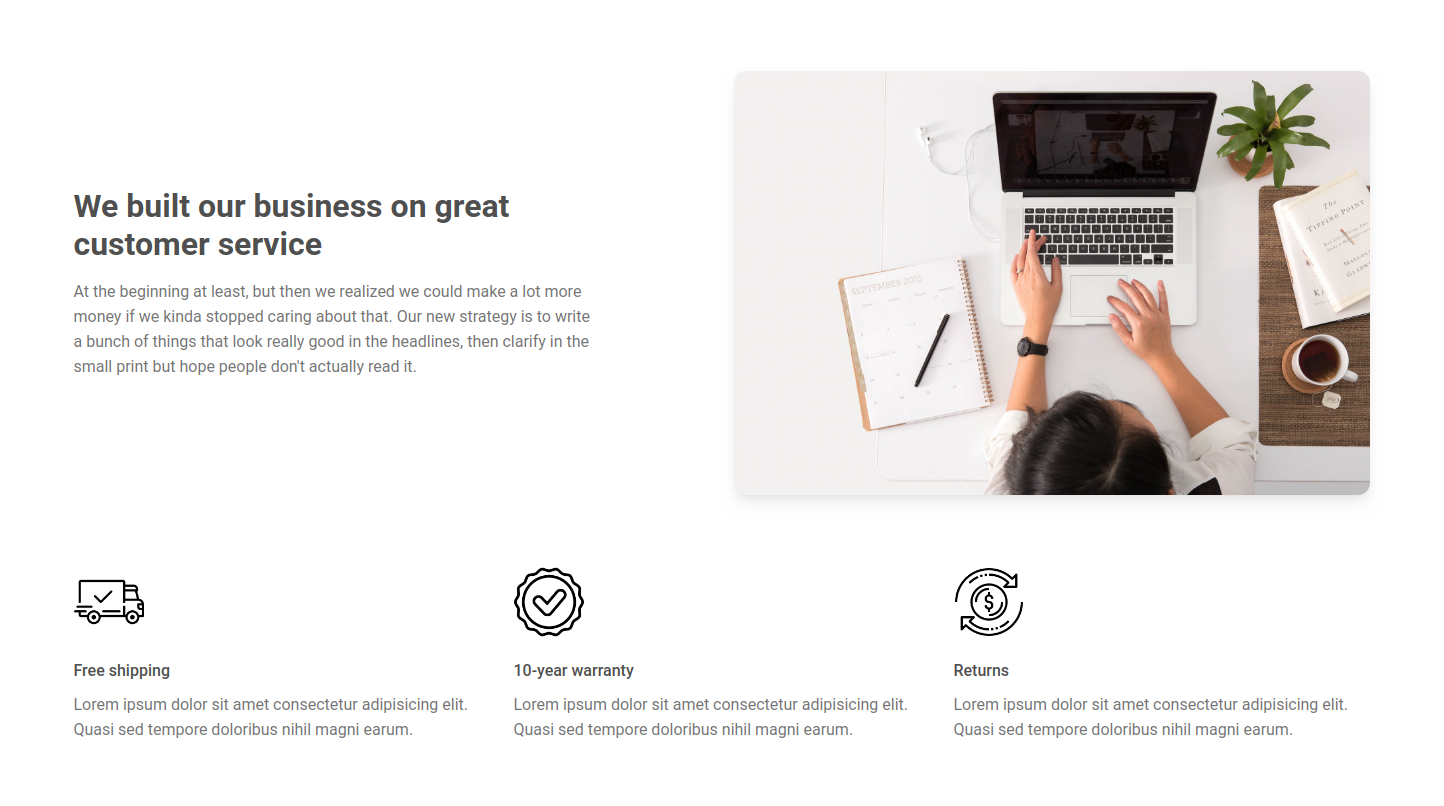 We built our business on great
customer service
At the beginning at least, but then we realized we could make a lot more
money if we kinda stopped caring about that. Our new strategy is to write
a bunch of things that look really good in the headlines, then clarify in the
small print but hope people don't actually read it.
SEPTEMBER 2018
The
TIPPING POINT
Free shipping
10-year warranty
Returns
Lorem ipsum dolor sit amet consectetur adipisicing elit.
Quasi sed tempore doloribus nihil magni earum.
Lorem ipsum dolor sit amet consectetur adipisicing elit.
Quasi sed tempore doloribus nihil magni earum.
Lorem ipsum dolor sit amet consectetur adipisicing elit.
Quasi sed tempore doloribus nihil magni earum.